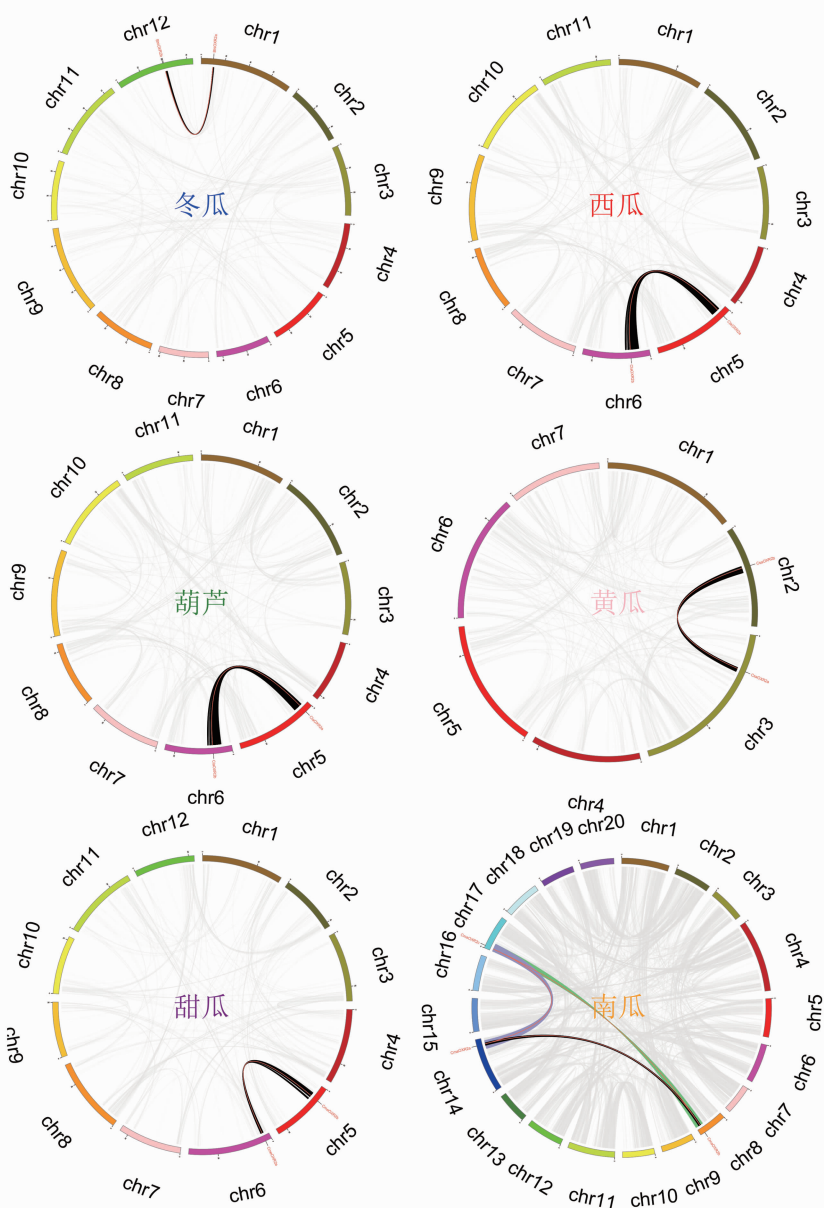 chr12
chr1
chr2
chr3
chr4
chr5
chr6
chr7
chr8
chr9
chr10
chr11
冬瓜
chr1
chr2
chr3
chr4
chr5
chr6
chr7
chr8
chr9
chr10
chr11
西瓜
chr1
chr2
chr3
chr4
chr5
chr6
chr7
chr8
chr9
chr10
chr11
葫芦
chr1
chr2
chr3
chr4
chr5
chr6
chr7
黄瓜
chr1
chr2
chr3
chr4
chr5
chr6
chr7
chr8
chr9
chr10
chr11
chr12
甜瓜
chr1
chr2
chr3
chr4
chr5
chr6
chr7
chr8
chr9
chr10
chr11
chr12
chr13
chr14
chr15
chr16
chr17
chr18
chr19
chr20
南瓜